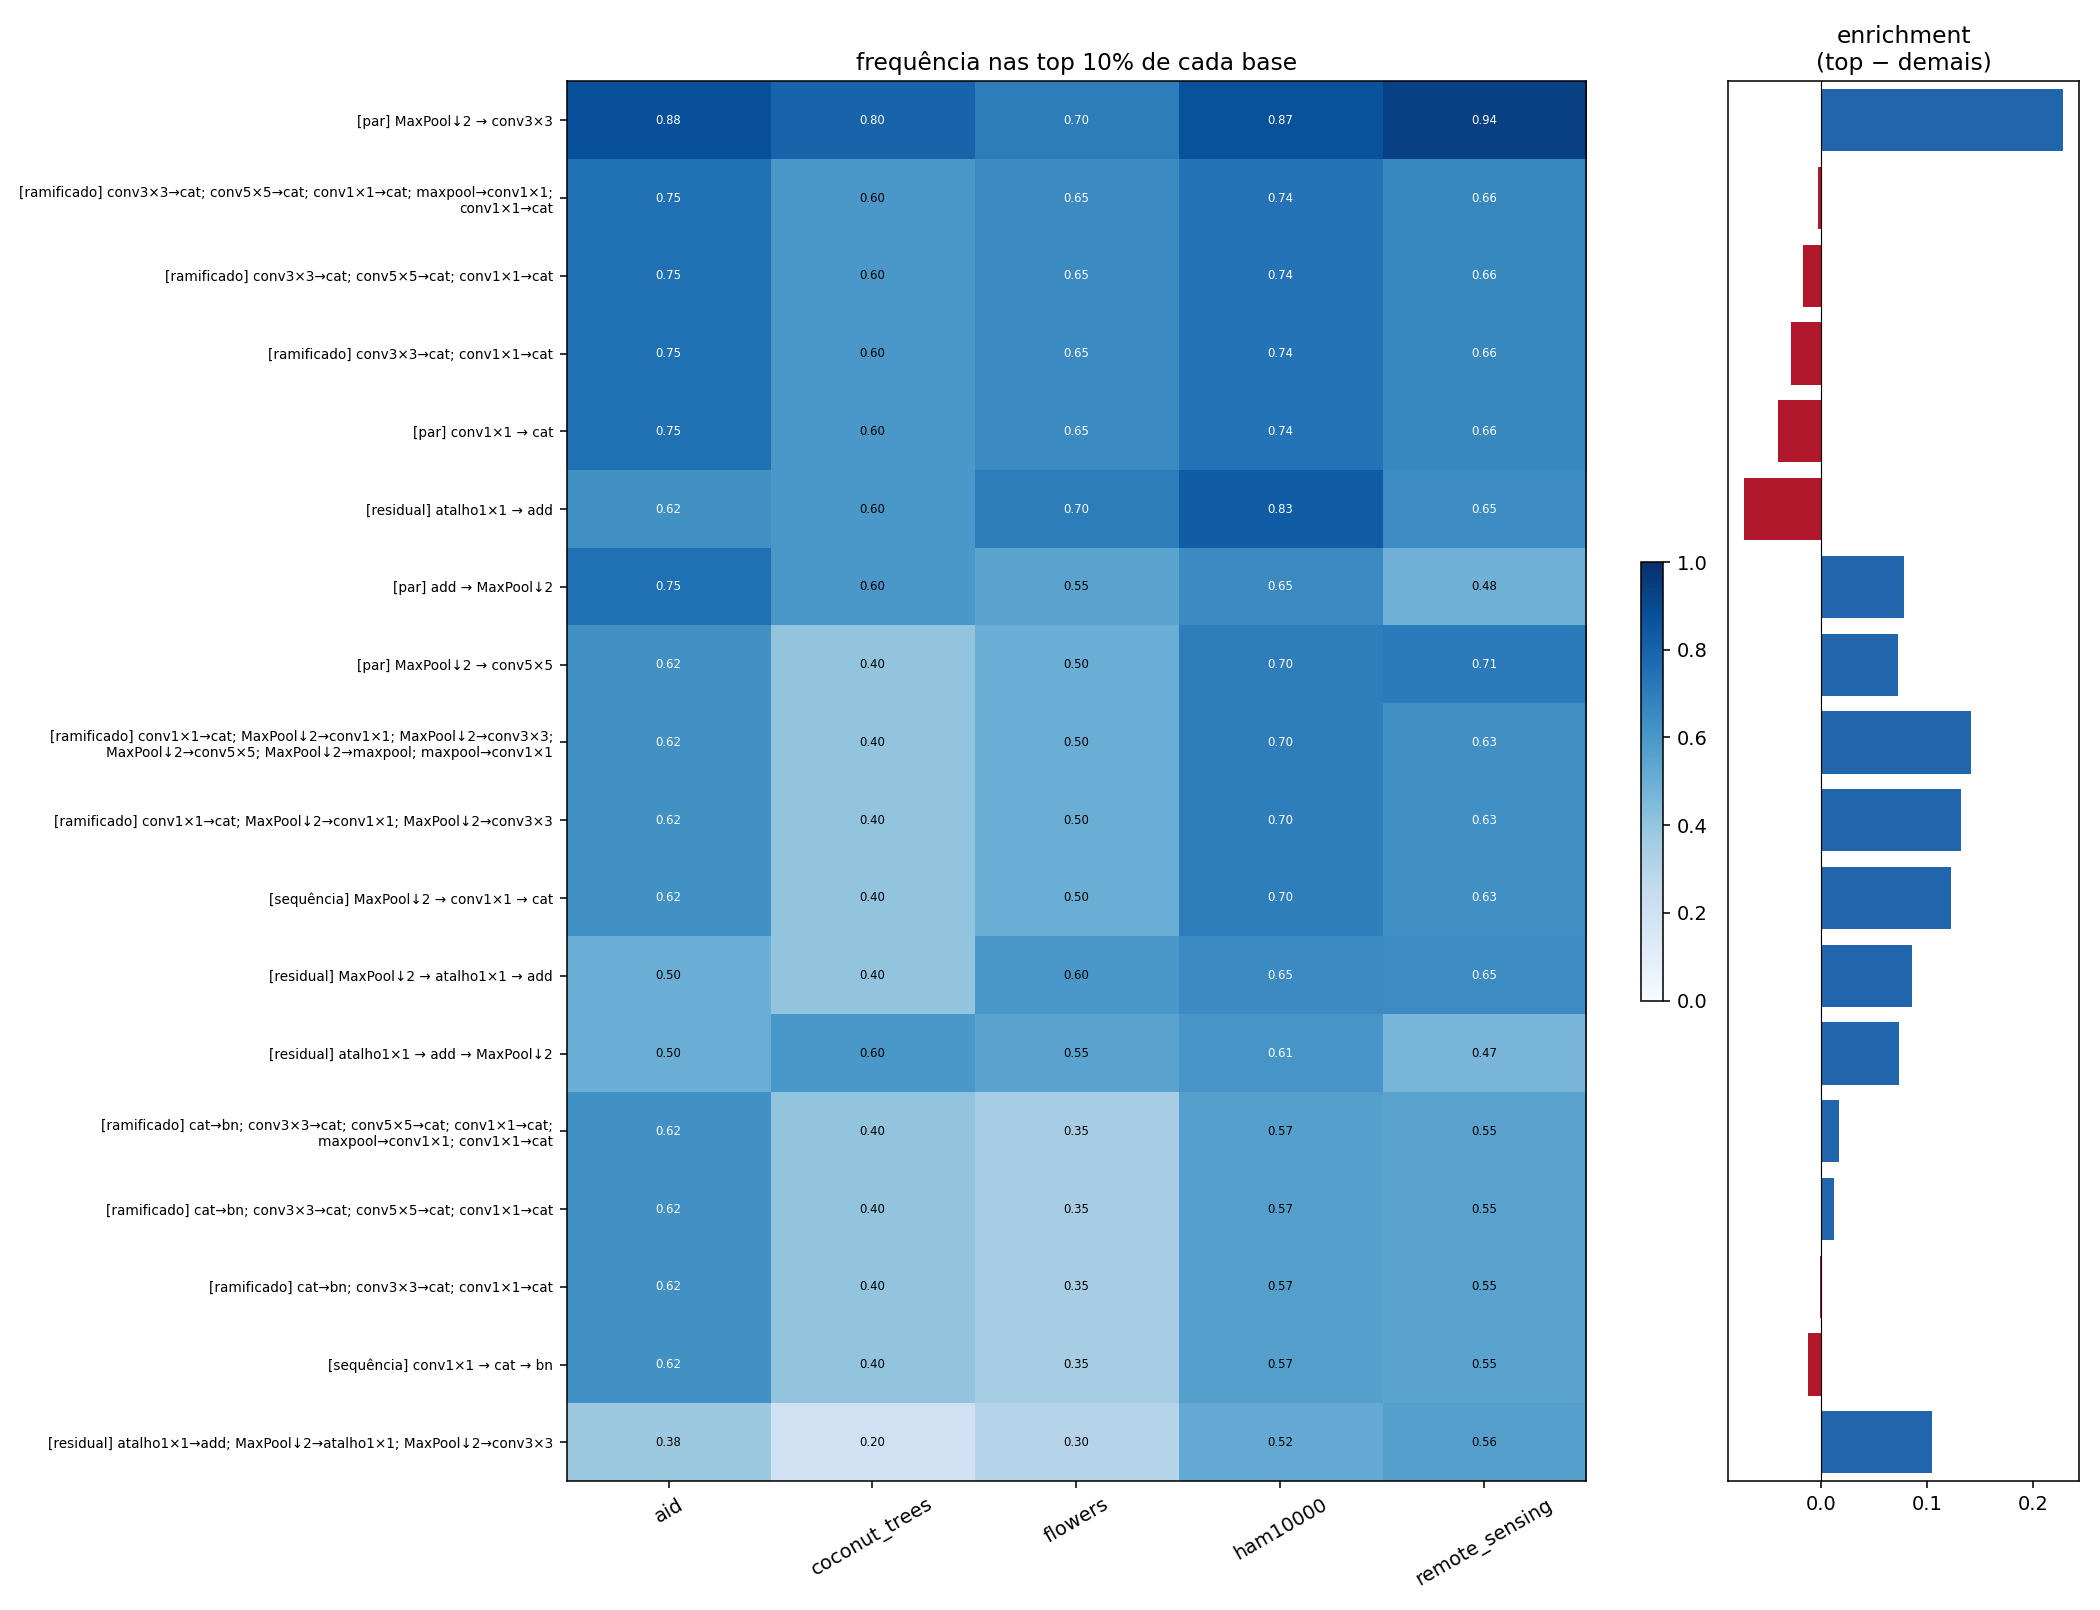 frequência nas top 10% de cada base
enrichment
(top − demais)
[par] MaxPool↓2 → conv3×3
0.88 0.80 0.70 0.87 0.94
[ramificado] conv3×3→cat; conv5×5→cat; conv1×1→cat; maxpool→conv1×1;
conv1×1→cat
0.75 0.60 0.65 0.74 0.66
[ramificado] conv3×3→cat; conv5×5→cat; conv1×1→cat
0.75 0.60 0.65 0.74 0.66
[ramificado] conv3×3→cat; conv1×1→cat
0.75 0.60 0.65 0.74 0.66
[par] conv1×1 → cat
0.75 0.60 0.65 0.74 0.66
[residual] atalho1×1 → add
0.62 0.60 0.70 0.83 0.65
[par] add → MaxPool↓2
0.75 0.60 0.55 0.65 0.48
[par] MaxPool↓2 → conv5×5
0.62 0.40 0.50 0.70 0.71
[ramificado] conv1×1→cat; MaxPool↓2→conv1×1; MaxPool↓2→conv3×3;
MaxPool↓2→conv5×5; MaxPool↓2→maxpool; maxpool→conv1×1
0.62 0.40 0.50 0.70 0.63
[ramificado] conv1×1→cat; MaxPool↓2→conv1×1; MaxPool↓2→conv3×3
0.62 0.40 0.50 0.70 0.63
[sequência] MaxPool↓2 → conv1×1 → cat
0.62 0.40 0.50 0.70 0.63
[residual] MaxPool↓2 → atalho1×1 → add
0.50 0.40 0.60 0.65 0.65
[residual] atalho1×1 → add → MaxPool↓2
0.50 0.60 0.55 0.61 0.47
[ramificado] cat→bn; conv3×3→cat; conv5×5→cat; conv1×1→cat;
maxpool→conv1×1; conv1×1→cat
0.62 0.40 0.35 0.57 0.55
[ramificado] cat→bn; conv3×3→cat; conv5×5→cat; conv1×1→cat
0.62 0.40 0.35 0.57 0.55
[ramificado] cat→bn; conv3×3→cat; conv1×1→cat
0.62 0.40 0.35 0.57 0.55
[sequência] conv1×1 → cat → bn
0.62 0.40 0.35 0.57 0.55
[residual] atalho1×1→add; MaxPool↓2→atalho1×1; MaxPool↓2→conv3×3
0.38 0.20 0.30 0.52 0.56
aid coconut_trees flowers ham10000 remote_sensing
1.0
0.8
0.6
0.4
0.2
0.0
0.0 0.1 0.2